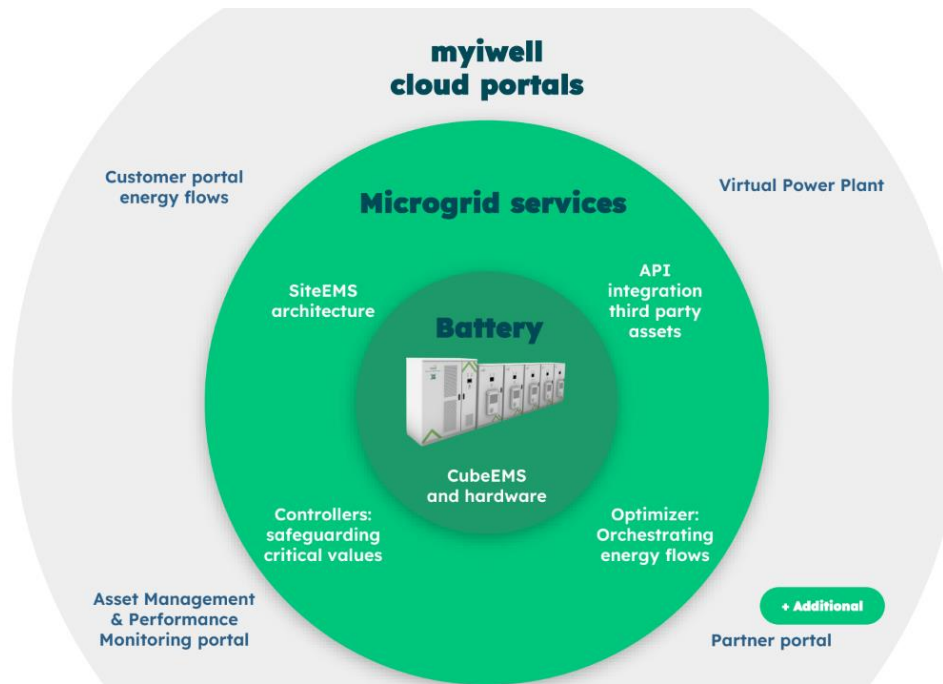 myiwell
cloud portals
Customer portal
energy flows
Virtual Power Plant
Microgrid services
SiteEMS
architecture
API
integration
third party
assets
Battery
CubeEMS
and hardware
Controllers:
safeguarding
critical values
Optimizer:
Orchestrating
energy flows
Asset Management
& Performance
Monitoring portal
+ Additional
Partner portal